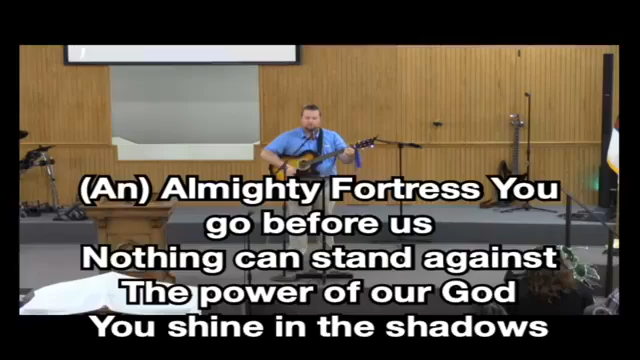 (An) Almighty Fortress You
go before us
Nothing can stand against
The power of our God
You shine in the shadows